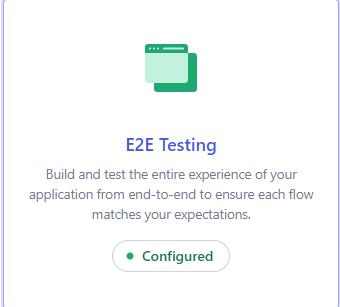 E2E Testing
Build and test the entire experience of your
application from end-to-end to ensure each flow
matches your expectations.
Configured